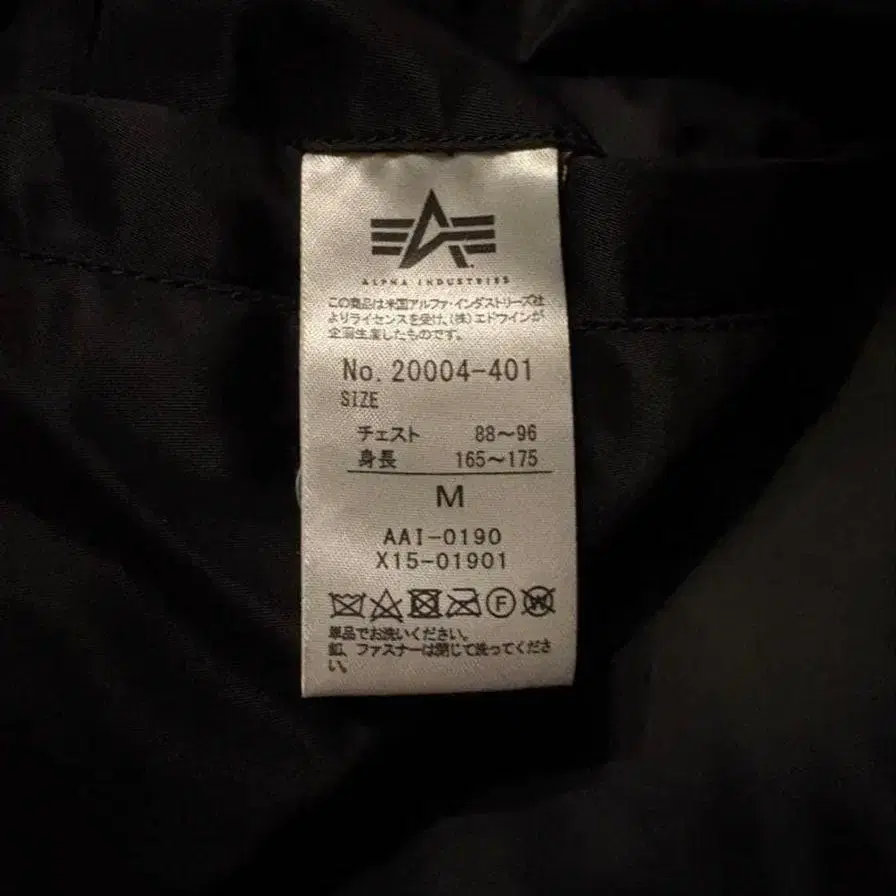 ALPHA INDUSTRIES
この商品は米国アルファ・インダストリーズ社
よりライセンスを受け、(株)エドウインが
企画生産したものです。
No. 20004-401
SIZE
チェスト 88〜96
身長 165〜175
M
AAI-0190
X15-01901
F W
単品でお洗いください。
釦、ファスナーは閉じて洗ってくださ
い。